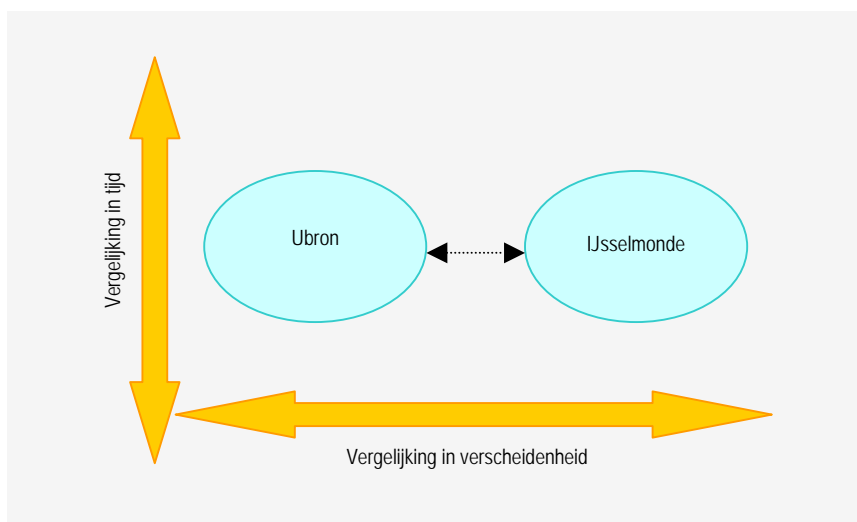 Vergelijking in tijd
Ubron
IJsselmonde
Vergelijking in verscheidenheid